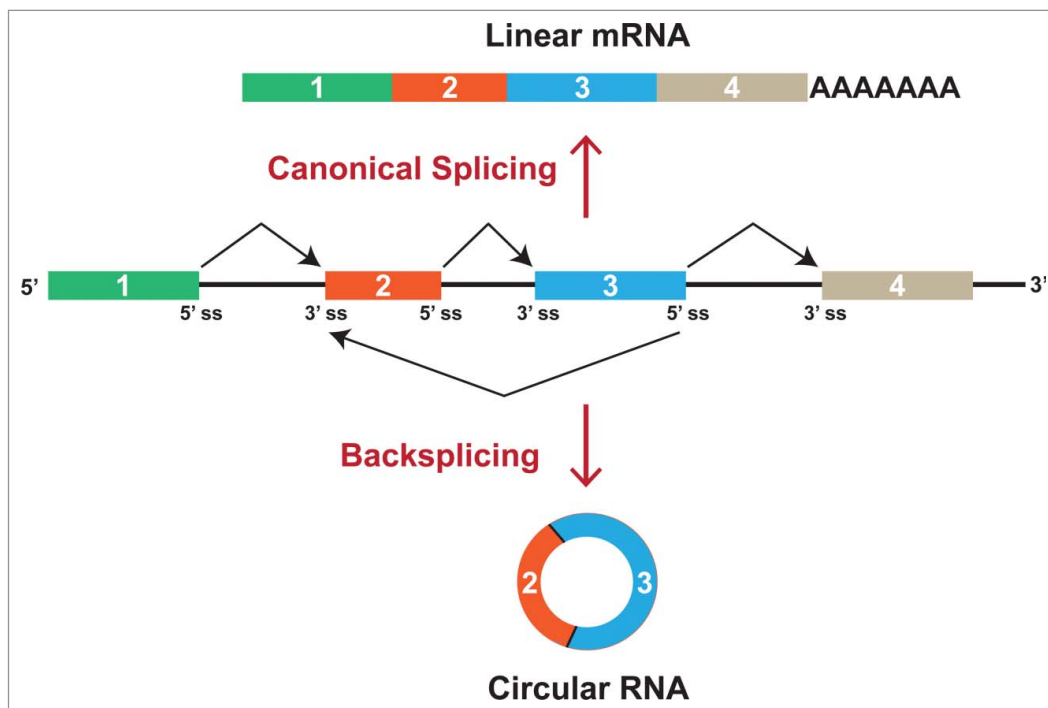 Linear mRNA
1 2 3 4 AAAAAAA
Canonical Splicing
5' 1 2 3 4 3'
5' ss 3' ss 5' ss 3' ss 5' ss 3' ss
Backsplicing
2 3
Circular RNA